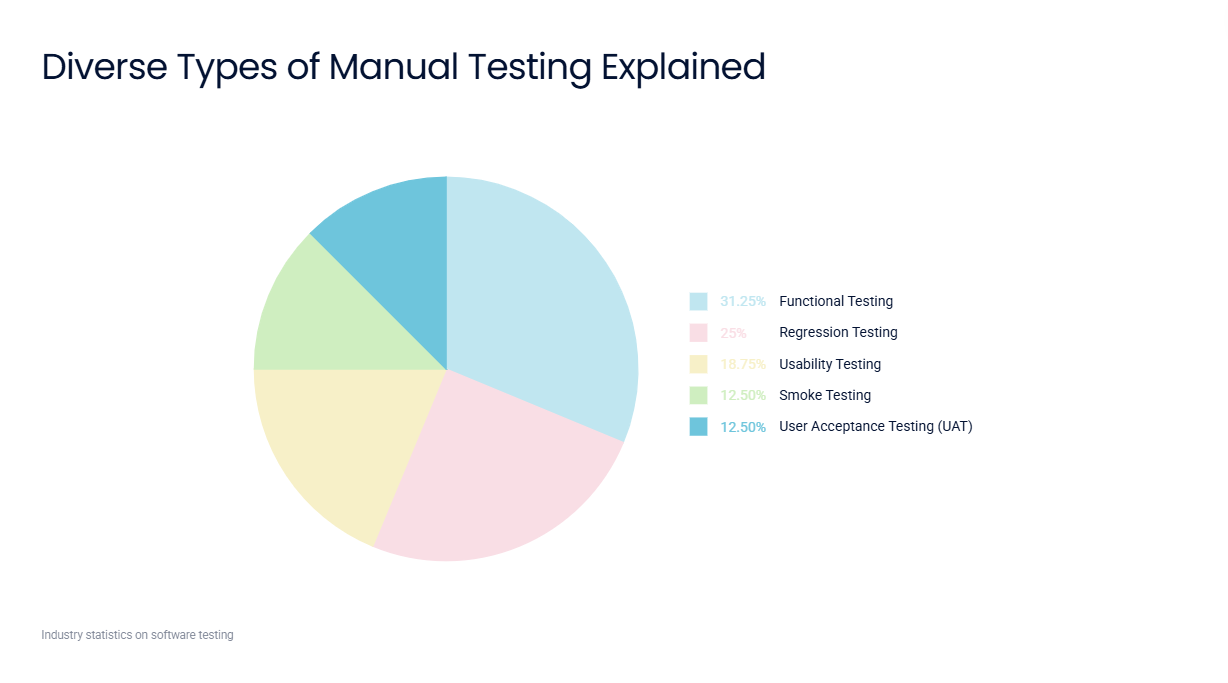 Diverse Types of Manual Testing Explained
31.25% Functional Testing
25% Regression Testing
18.75% Usability Testing
12.50% Smoke Testing
12.50% User Acceptance Testing (UAT)
Industry statistics on software testing